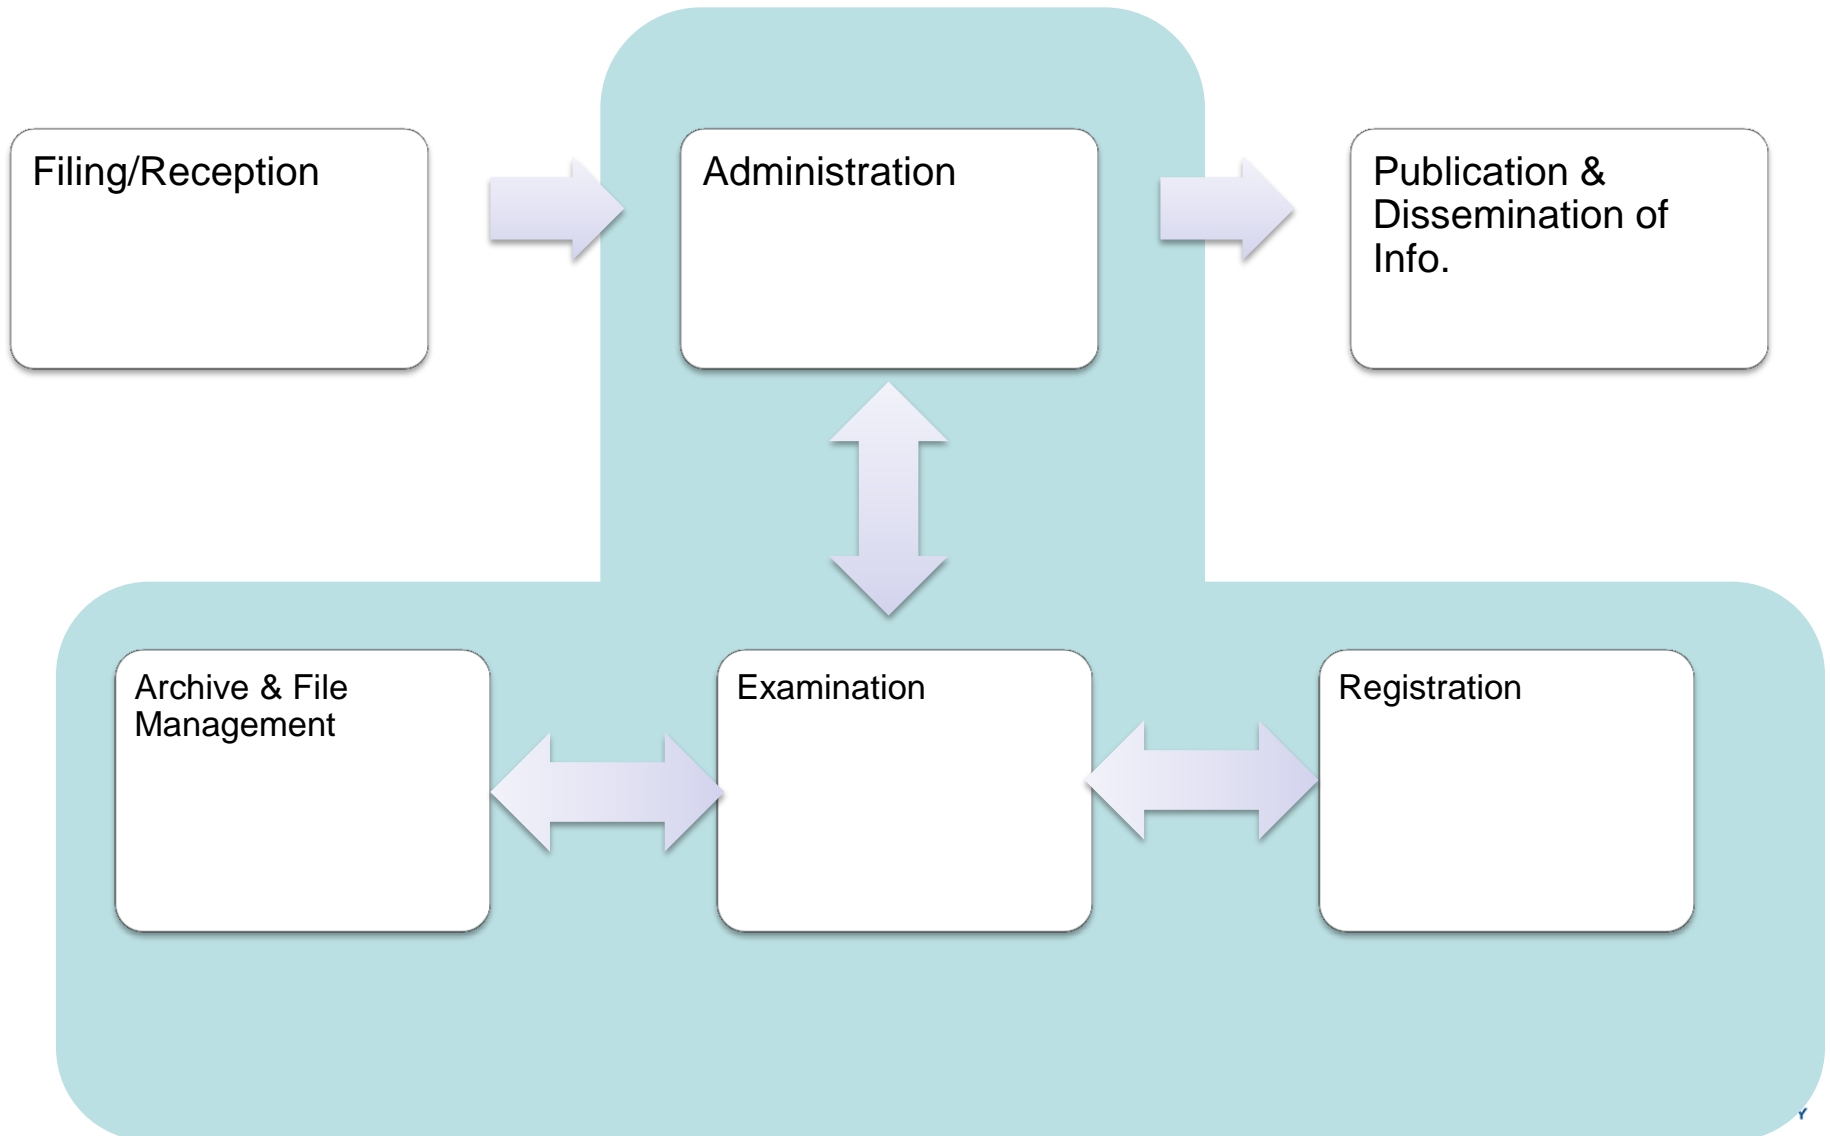 Filing/Reception
Administration
Publication &
Dissemination of
Info.
Archive & File
Management
Examination
Registration
Y